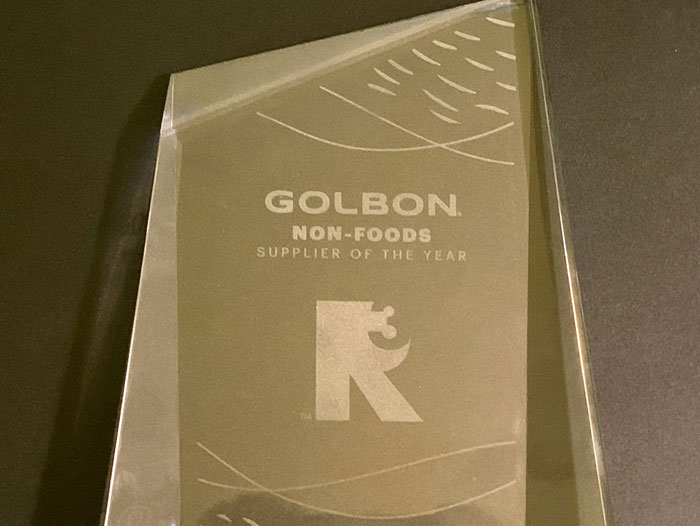 GOLBON
NON-FOODS
SUPPLIER OF THE YEAR
R